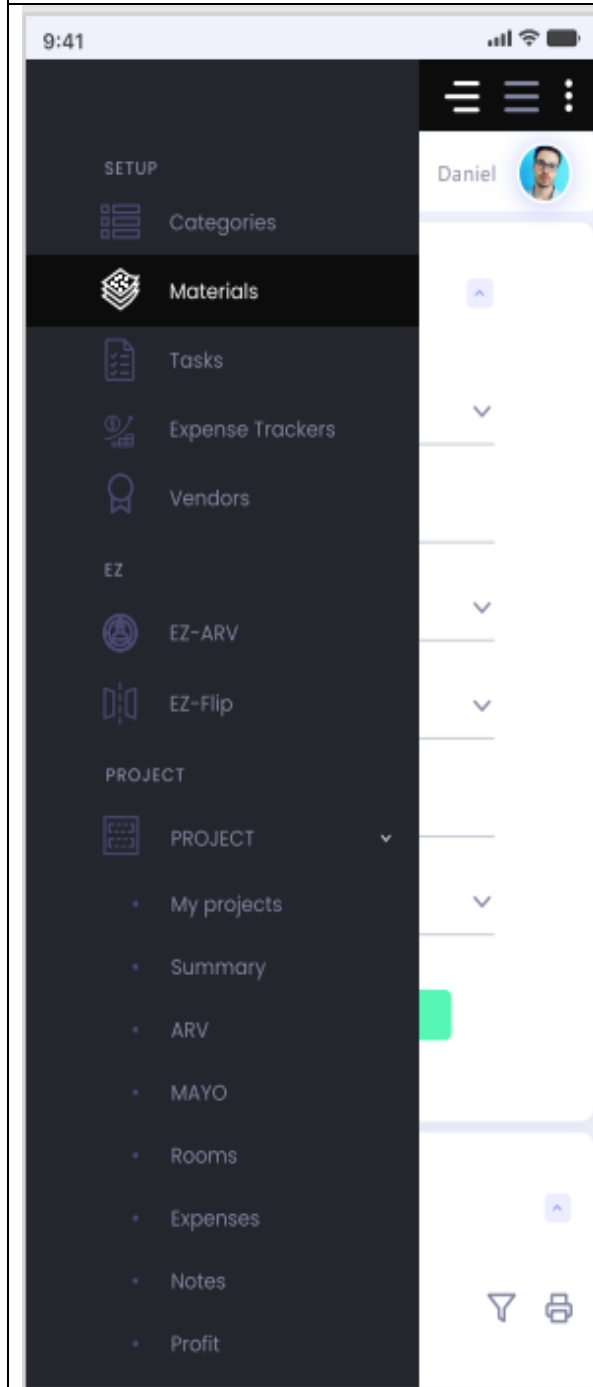 9:41
SETUP
Daniel
Categories
Materials
Tasks
Expense Trackers
Vendors
EZ
EZ-ARV
EZ-Flip
PROJECT
PROJECT
My projects
Summary
ARV
MAYO
Rooms
Expenses
Notes
Profit